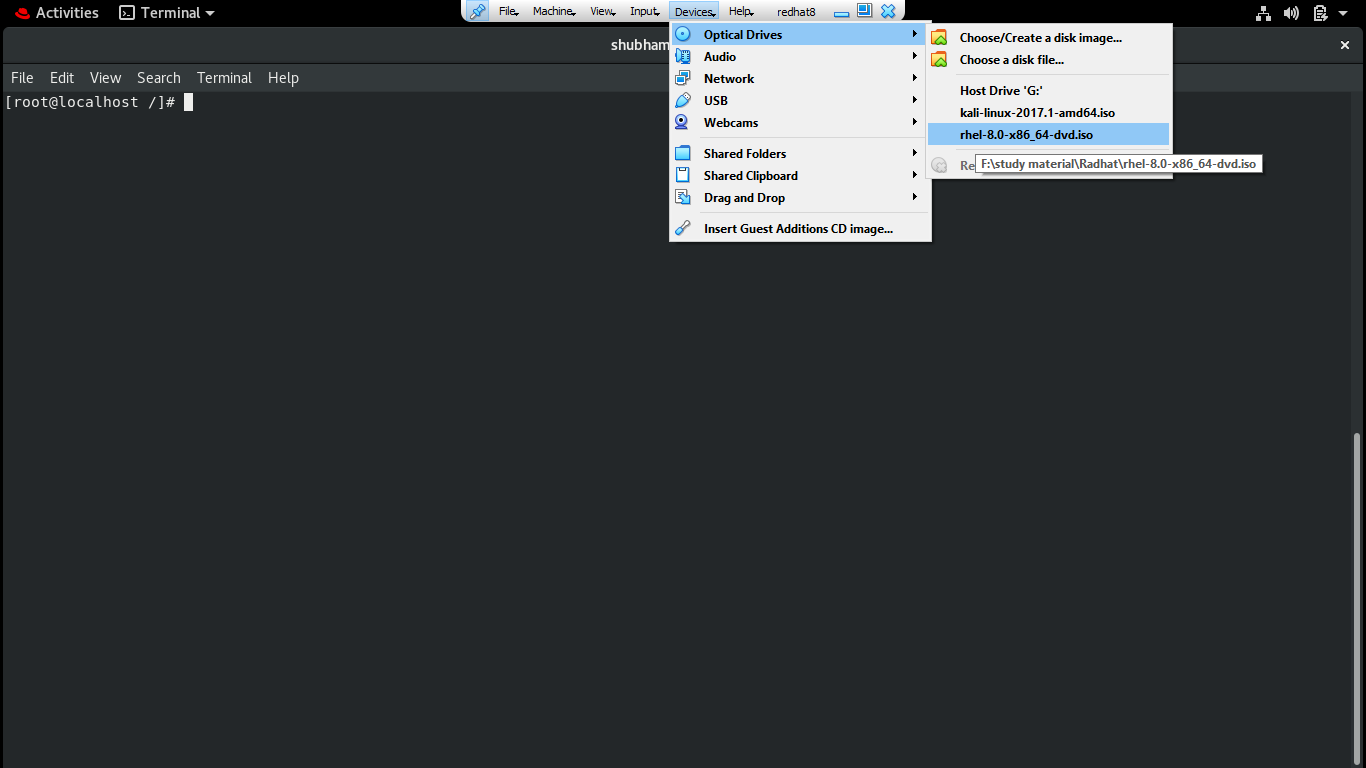 Activities Terminal File Machine View Input Devices Help redhat8
shubham
File Edit View Search Terminal Help
[root@localhost /]#
Optical Drives
Audio
Network
USB
Webcams
Shared Folders
Shared Clipboard
Drag and Drop
Insert Guest Additions CD image...
Choose/Create a disk image...
Choose a disk file...
Host Drive 'G:'
kali-linux-2017.1-amd64.iso
rhel-8.0-x86_64-dvd.iso
Re
F:\study material\Radhat\rhel-8.0-x86_64-dvd.iso